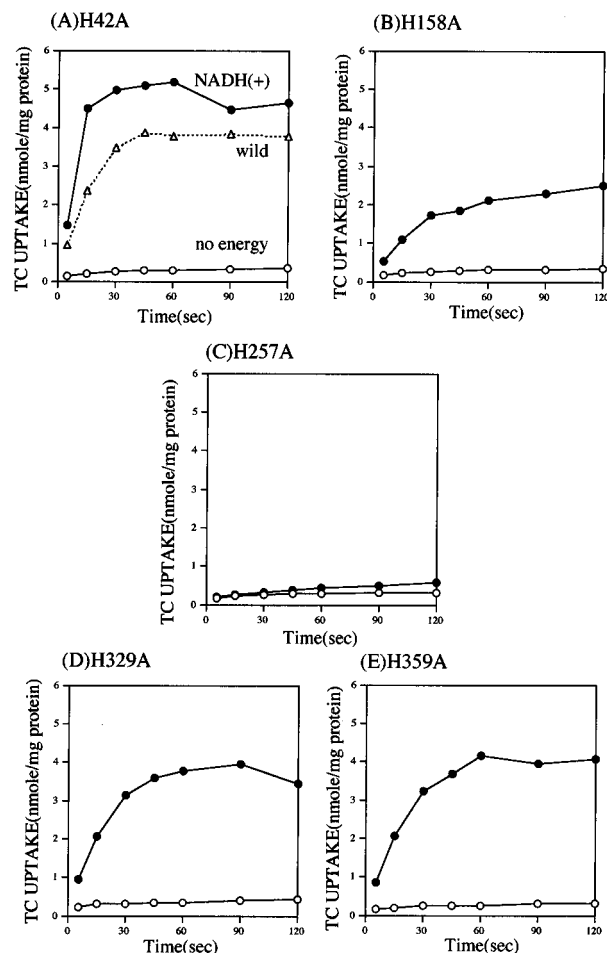 (A)H42A
TC UPTAKE(nmole/mg protein)
6
5
4
3
2
1
0
NADH(+)
wild
no energy
0 30 60 90 120
Time(sec)
(B)H158A
TC UPTAKE(nmole/mg protein)
6
5
4
3
2
1
0
0 30 60 90 120
Time(sec)
(C)H257A
TC UPTAKE(nmole/mg protein)
6
5
4
3
2
1
0
0 30 60 90 120
Time(sec)
(D)H329A
TC UPTAKE(nmole/mg protein)
6
5
4
3
2
1
0
0 30 60 90 120
Time(sec)
(E)H359A
TC UPTAKE(nmole/mg protein)
6
5
4
3
2
1
0
0 30 60 90 120
Time(sec)